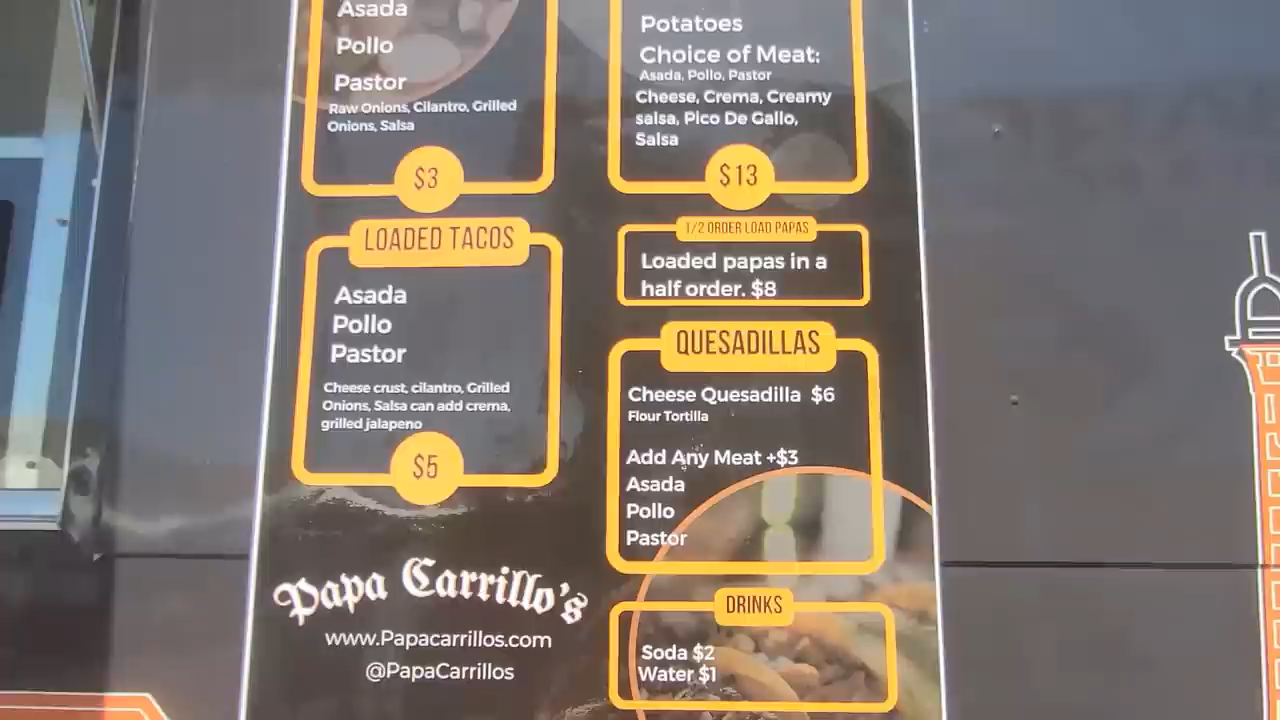 Asada
Pollo
Pastor
Raw Onions, Cilantro, Grilled
Onions, Salsa
$3
LOADED TACOS
Asada
Pollo
Pastor
Cheese crust, cilantro, Grilled
Onions, Salsa can add crema,
grilled jalapeno
$5
Papa Carrillo's
www.Papacarrillos.com
@PapaCarrillos
Potatoes
Choice of Meat:
Asada, Pollo, Pastor
Cheese, Crema, Creamy
salsa, Pico De Gallo,
Salsa
$13
1/2 ORDER LOAD PAPAS
Loaded papas in a
half order. $8
QUESADILLAS
Cheese Quesadilla $6
Flour Tortilla
Add Any Meat +$3
Asada
Pollo
Pastor
DRINKS
Soda $2
Water $1